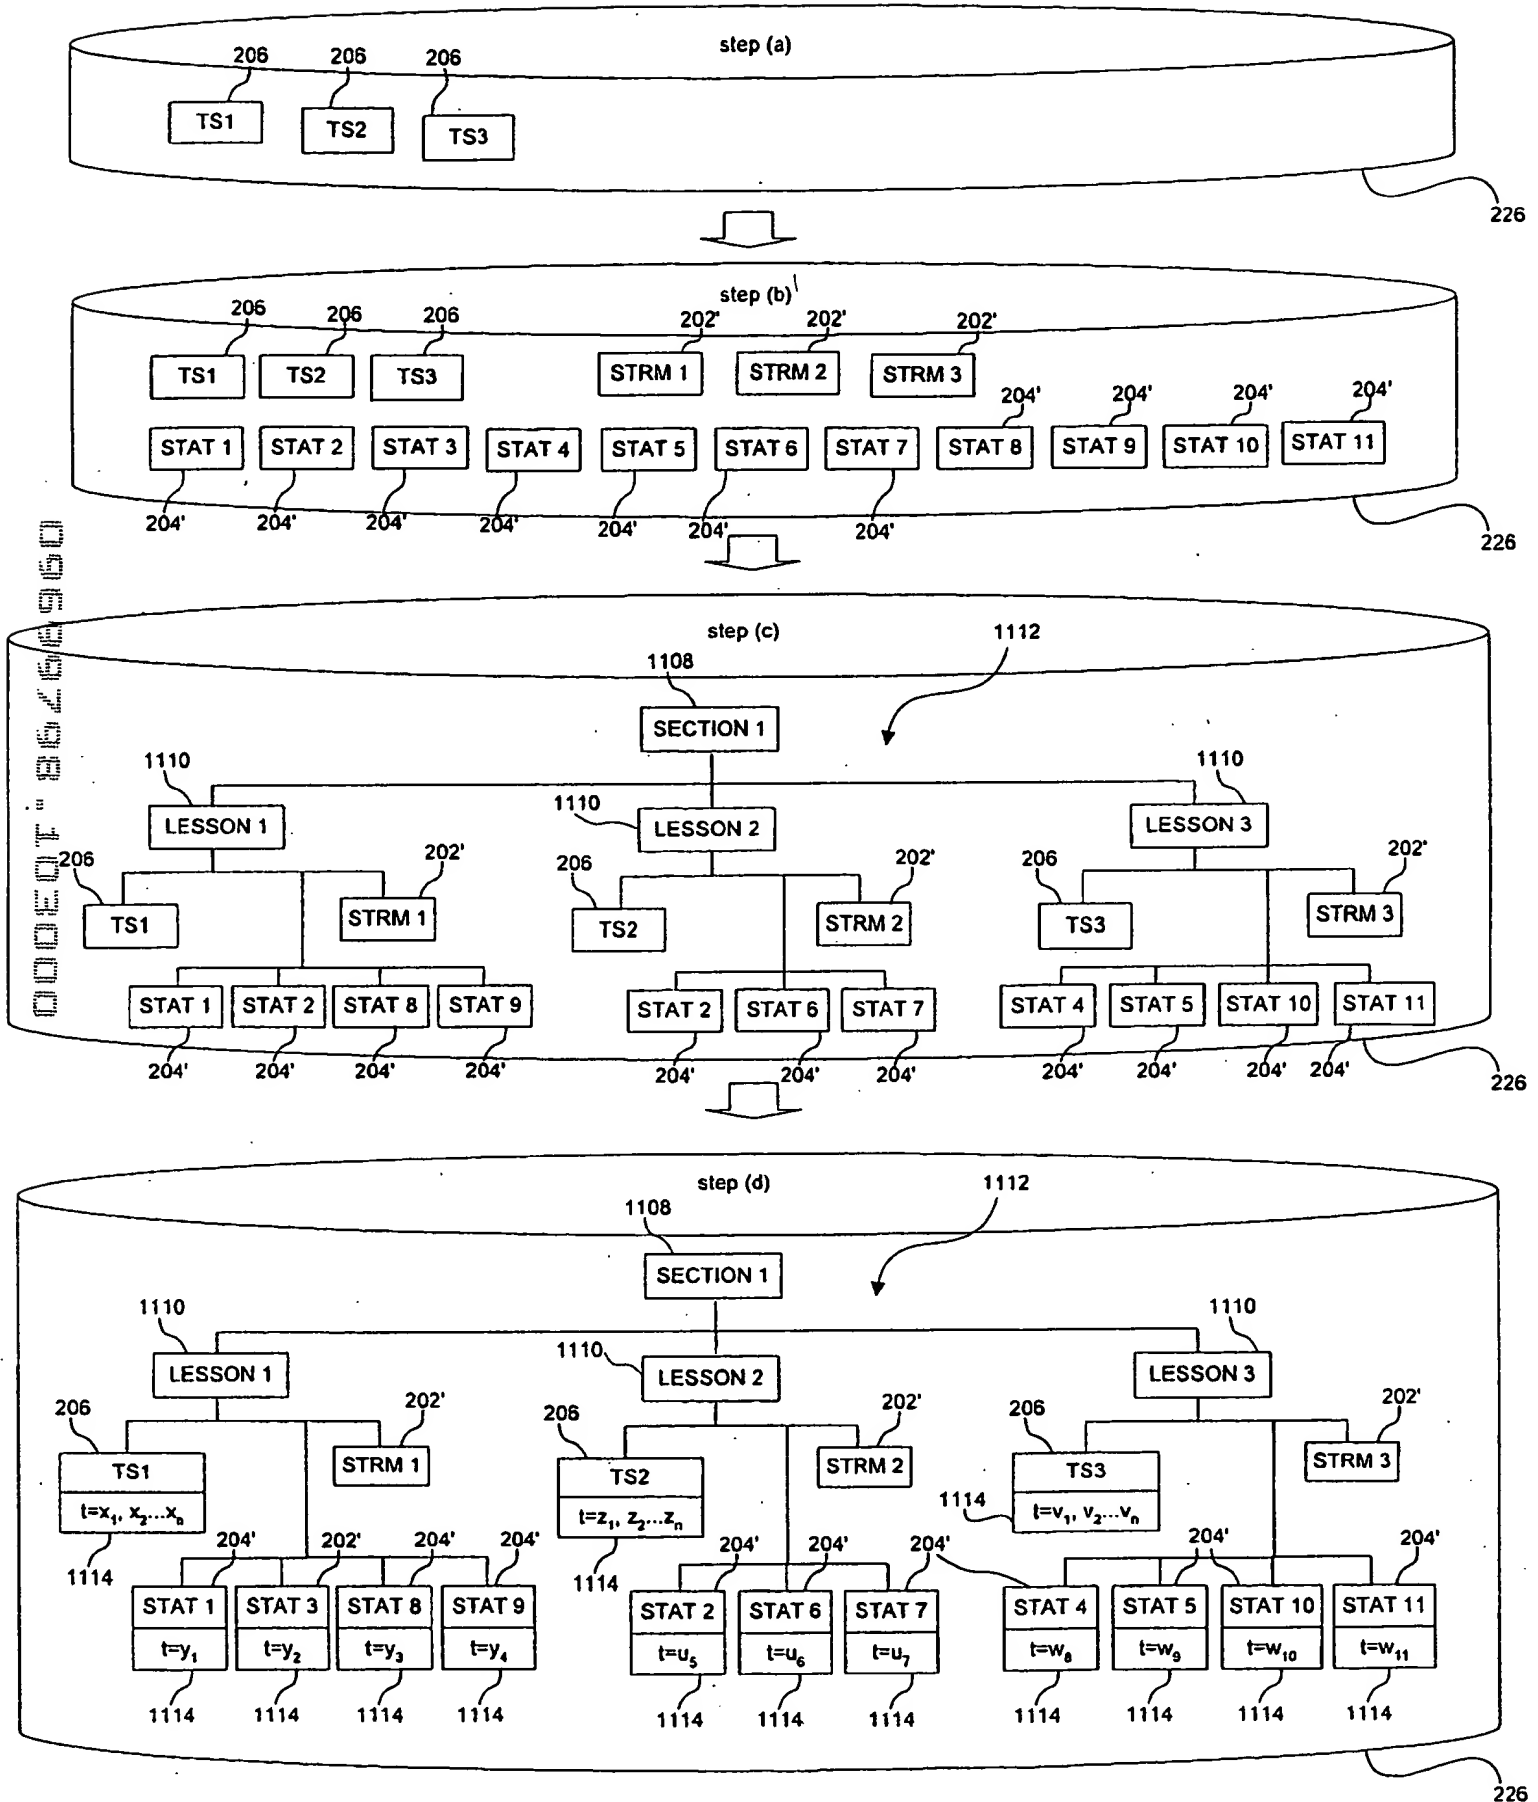 step (a)
206 206 206
TS1 TS2 TS3
226
step (b)
206 206 206 202' 202' 202'
TS1 TS2 TS3 STRM 1 STRM 2 STRM 3
204' 204' 204' 204'
STAT 1 STAT 2 STAT 3 STAT 4 STAT 5 STAT 6 STAT 7 STAT 8 STAT 9 STAT 10 STAT 11
204' 204' 204' 204' 204' 204' 204'
226
step (c) 1112
1108
SECTION 1
1110 1110 1110
LESSON 1 LESSON 2 LESSON 3
206 202' 206 202' 206 202'
TS1 STRM 1 TS2 STRM 2 TS3 STRM 3
STAT 1 STAT 2 STAT 8 STAT 9 STAT 2 STAT 6 STAT 7 STAT 4 STAT 5 STAT 10 STAT 11
204' 204' 204' 204' 204' 204' 204' 204' 204' 204' 204'
226
step (d) 1112
1108
SECTION 1
1110 1110 1110
LESSON 1 LESSON 2 LESSON 3
206 202' 206 202' 206 202'
TS1 STRM 1 TS2 STRM 2 TS3 STRM 3
t=x₁, x₂...xₙ t=z₁, z₂...zₙ 1114 t=v₁, v₂...vₙ
1114 204' 202' 204' 204' 1114 204' 204' 204' 204' 204'
STAT 1 STAT 3 STAT 8 STAT 9 STAT 2 STAT 6 STAT 7 STAT 4 STAT 5 STAT 10 STAT 11
t=y₁ t=y₂ t=y₃ t=y₄ t=u₅ t=u₆ t=u₇ t=w₈ t=w₉ t=w₁₀ t=w₁₁
1114 1114 1114 1114 1114 1114 1114 1114 1114 1114 1114
226